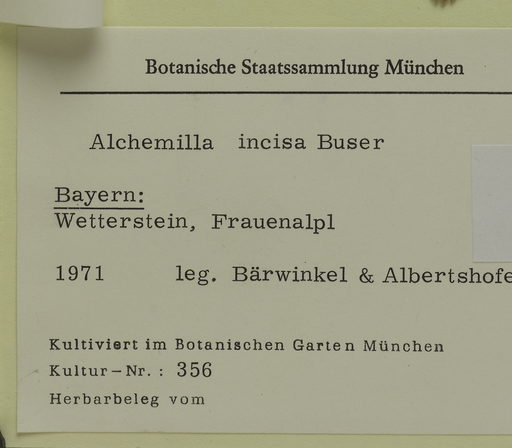 Botanische Staatssammlung München
Alchemilla incisa Buser
Bayern:
Wetterstein, Frauenalpl
1971 leg. Bärwinkel & Albertshofe
Kultiviert im Botanischen Garten München
Kultur-Nr.: 356
Herbarbeleg vom